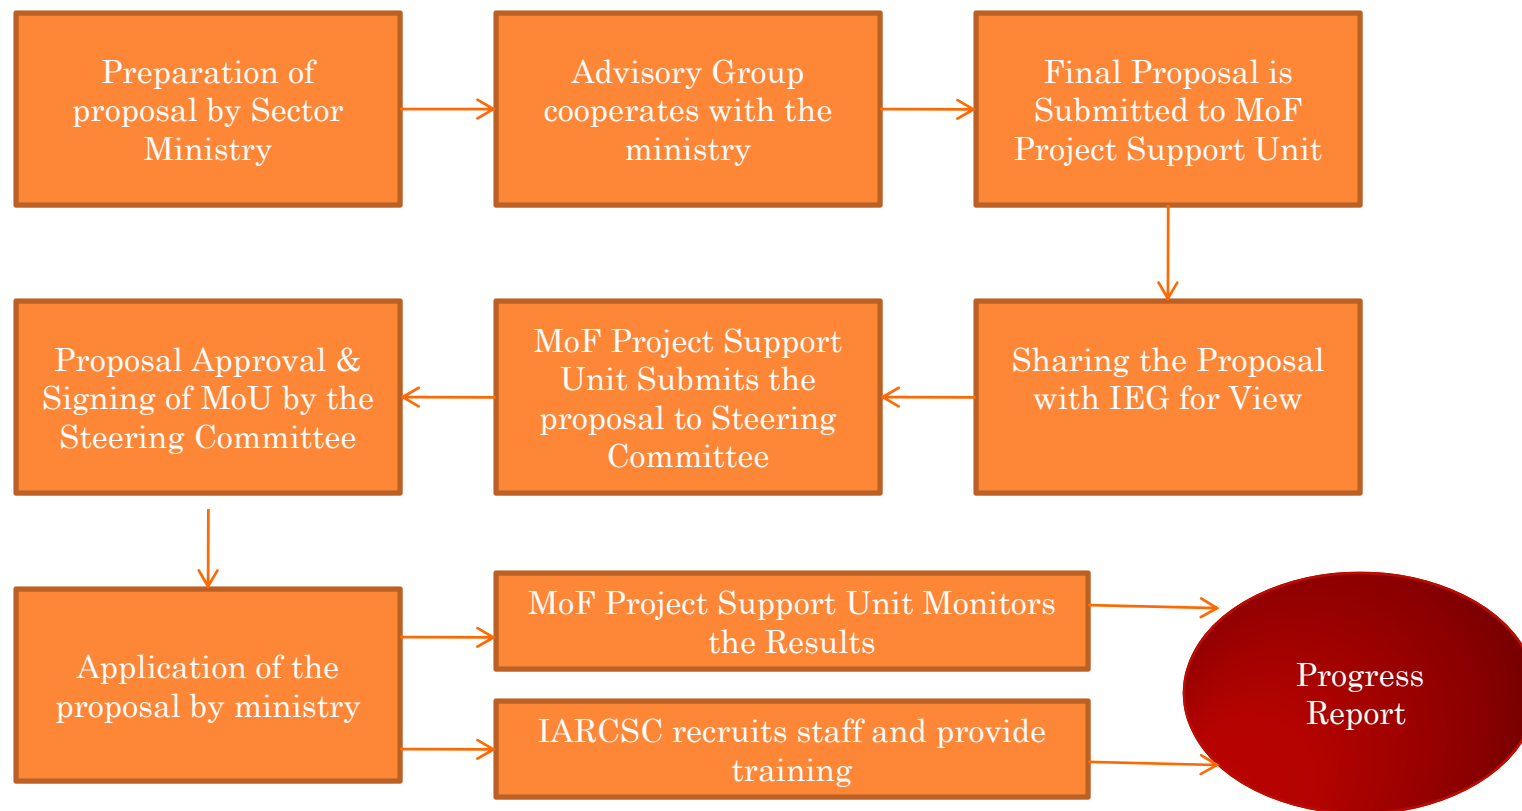 Preparation of
proposal by Sector
Ministry
Advisory Group
cooperates with the
ministry
Final Proposal is
Submitted to MoF
Project Support Unit
Sharing the Proposal
with IEG for View
MoF Project Support
Unit Submits the
proposal to Steering
Committee
Proposal Approval &
Signing of MoU by the
Steering Committee
Application of the
proposal by ministry
MoF Project Support Unit Monitors
the Results
IARCSC recruits staff and provide
training
Progress
Report